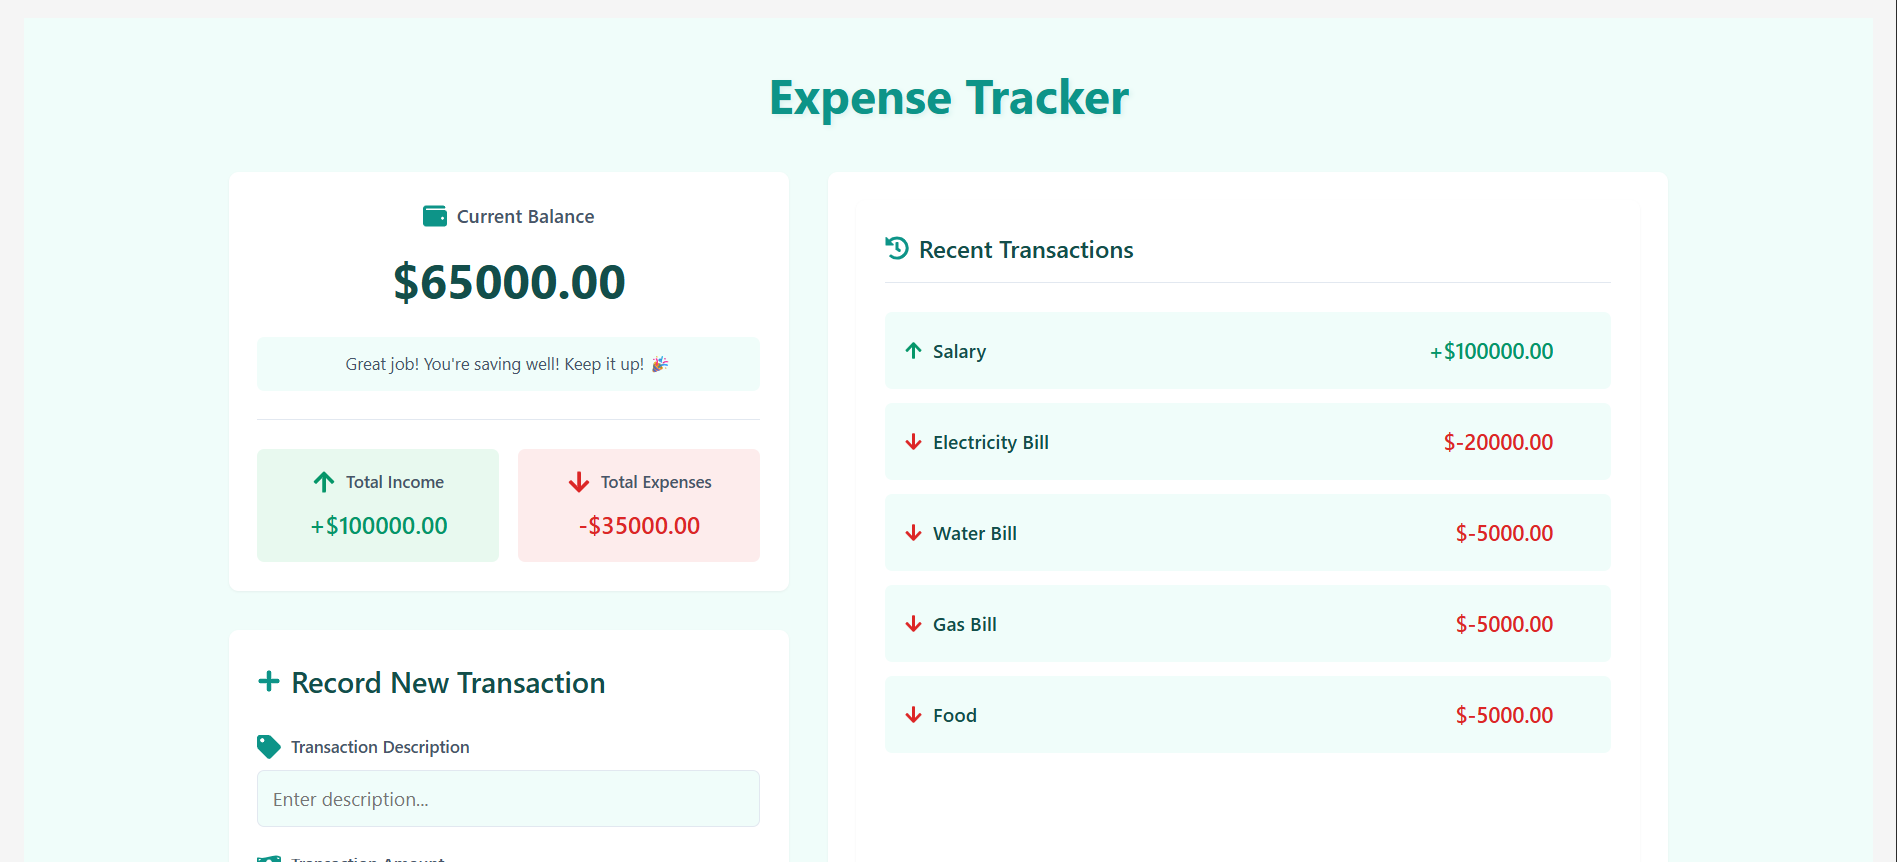 Expense Tracker
Current Balance
$65000.00
Great job! You're saving well! Keep it up! 🎉
Total Income
+$100000.00
Total Expenses
-$35000.00
Record New Transaction
Transaction Description
Enter description...
Transaction Amount
Recent Transactions
Salary +$100000.00
Electricity Bill $-20000.00
Water Bill $-5000.00
Gas Bill $-5000.00
Food $-5000.00